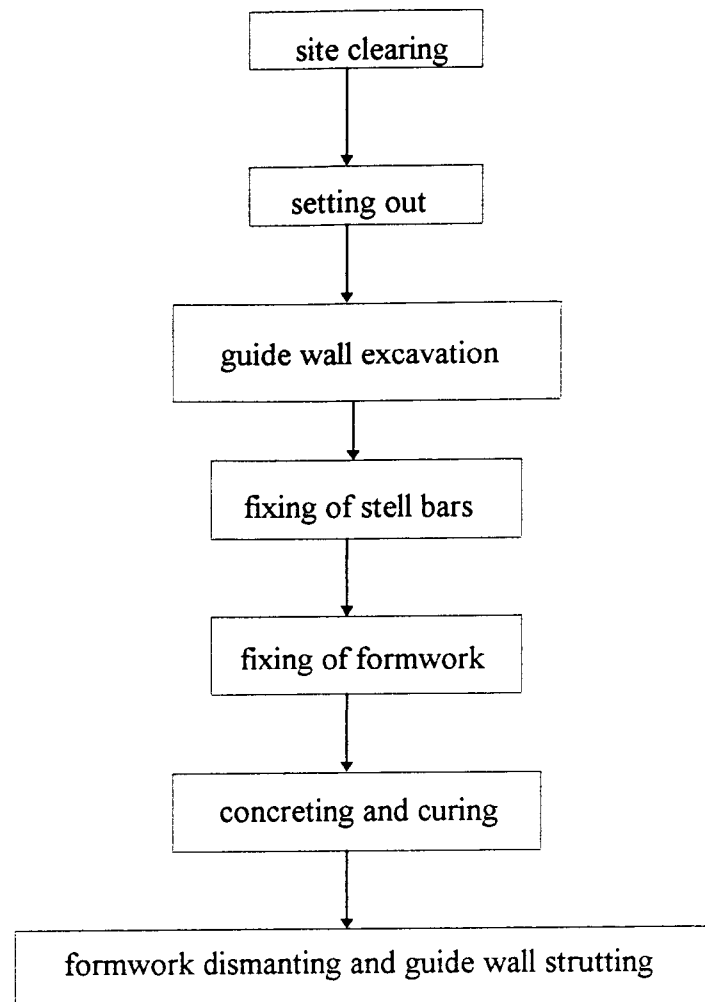 site clearing
setting out
guide wall excavation
fixing of stell bars
fixing of formwork
concreting and curing
formwork dismanting and guide wall strutting